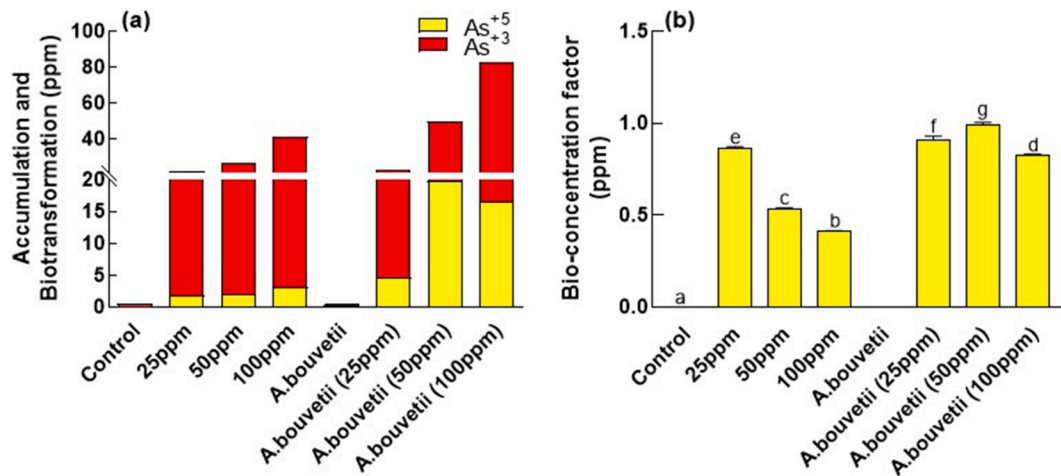 (a)
As+5
As+3
Accumulation and
Biotransformation (ppm)
100
80
60
40
20
15
10
5
0
Control
25ppm
50ppm
100ppm
A.bouvetii
A.bouvetii (25ppm)
A.bouvetii (50ppm)
A.bouvetii (100ppm)
(b)
Bio-concentration factor
(ppm)
1.5
1.0
0.5
0.0
a
e
c
b
f
g
d
Control
25ppm
50ppm
100ppm
A.bouvetii
A.bouvetii (25ppm)
A.bouvetii (50ppm)
A.bouvetii (100ppm)